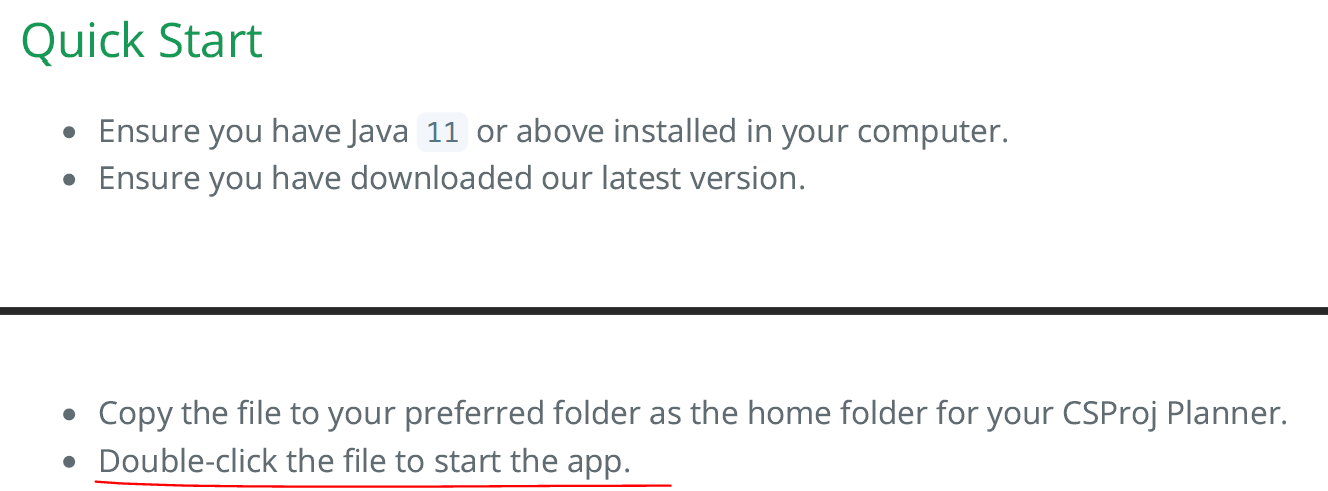 Quick Start
Ensure you have Java 11 or above installed in your computer.
Ensure you have downloaded our latest version.
Copy the file to your preferred folder as the home folder for your CSProj Planner.
Double-click the file to start the app.